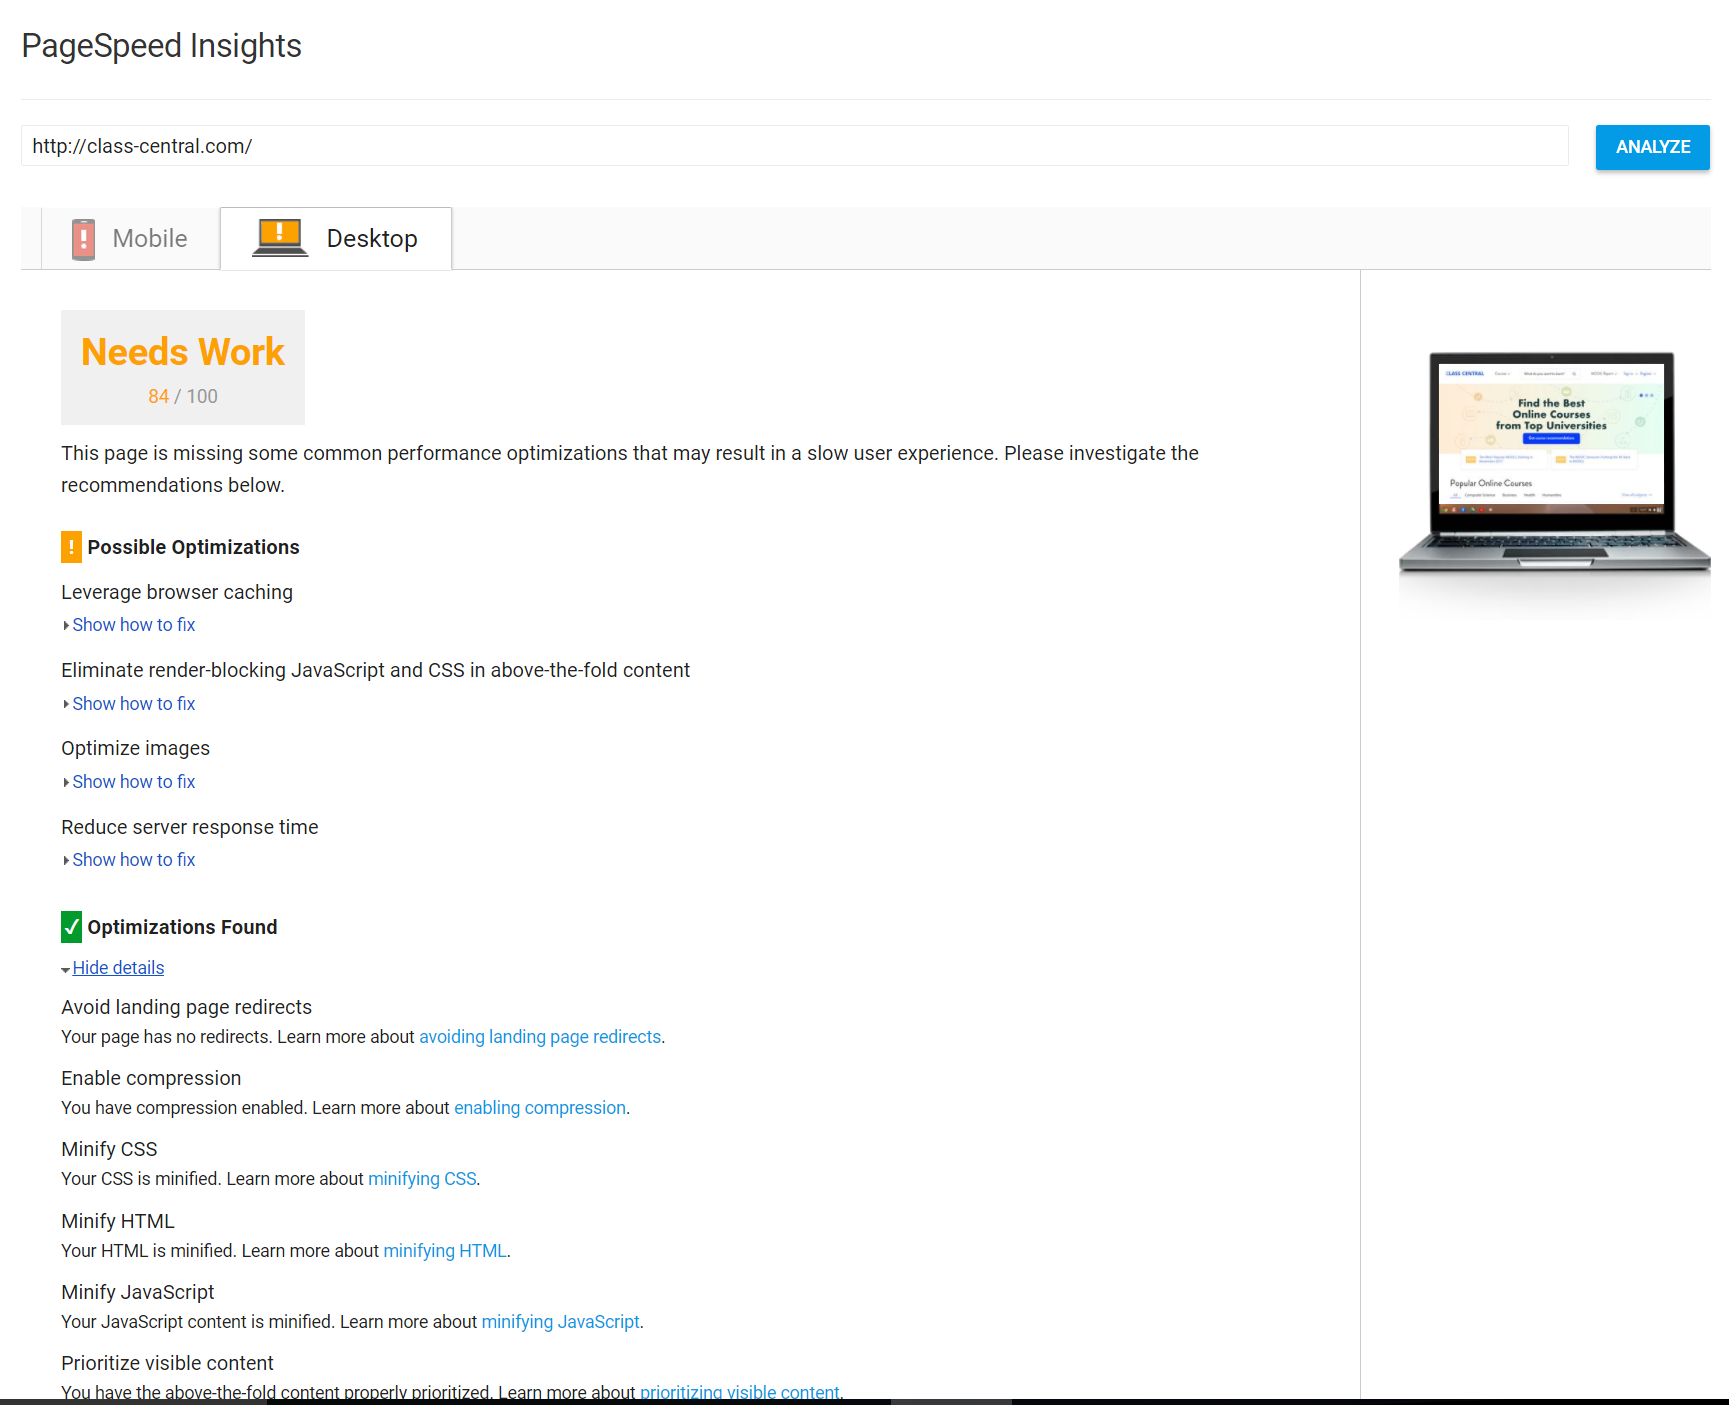 PageSpeed Insights
http://class-central.com/
ANALYZE
Mobile
Desktop
Needs Work
84 / 100
This page is missing some common performance optimizations that may result in a slow user experience. Please investigate the
recommendations below.
! Possible Optimizations
Leverage browser caching
Show how to fix
Eliminate render-blocking JavaScript and CSS in above-the-fold content
Show how to fix
Optimize images
Show how to fix
Reduce server response time
Show how to fix
Optimizations Found
Hide details
Avoid landing page redirects
Your page has no redirects. Learn more about avoiding landing page redirects.
Enable compression
You have compression enabled. Learn more about enabling compression.
Minify CSS
Your CSS is minified. Learn more about minifying CSS.
Minify HTML
Your HTML is minified. Learn more about minifying HTML.
Minify JavaScript
Your JavaScript content is minified. Learn more about minifying JavaScript.
Prioritize visible content
You have the above-the-fold content properly prioritized. Learn more about prioritizing visible content.
CLASS CENTRAL
Find the Best
Online Courses
from Top Universities
Popular Online Courses
Computer Science Business Health Humanities